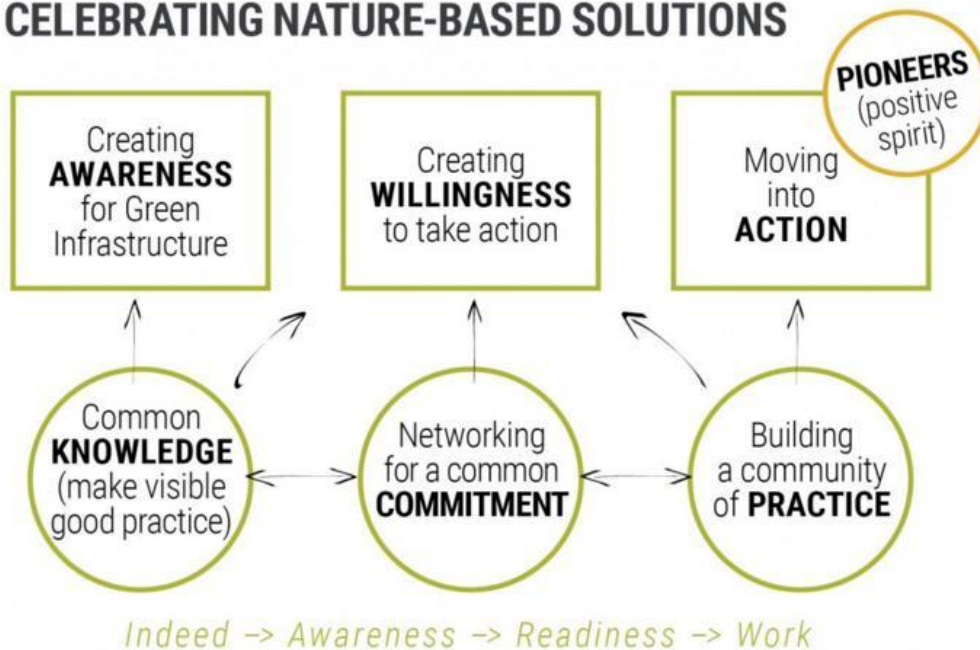 CELEBRATING NATURE-BASED SOLUTIONS
PIONEERS
(positive
spirit)
Creating
AWARENESS
for Green
Infrastructure
Creating
WILLINGNESS
to take action
Moving
into
ACTION
Common
KNOWLEDGE
(make visible
good practice)
Networking
for a common
COMMITMENT
Building
a community
of PRACTICE
Indeed –> Awareness –> Readiness –> Work